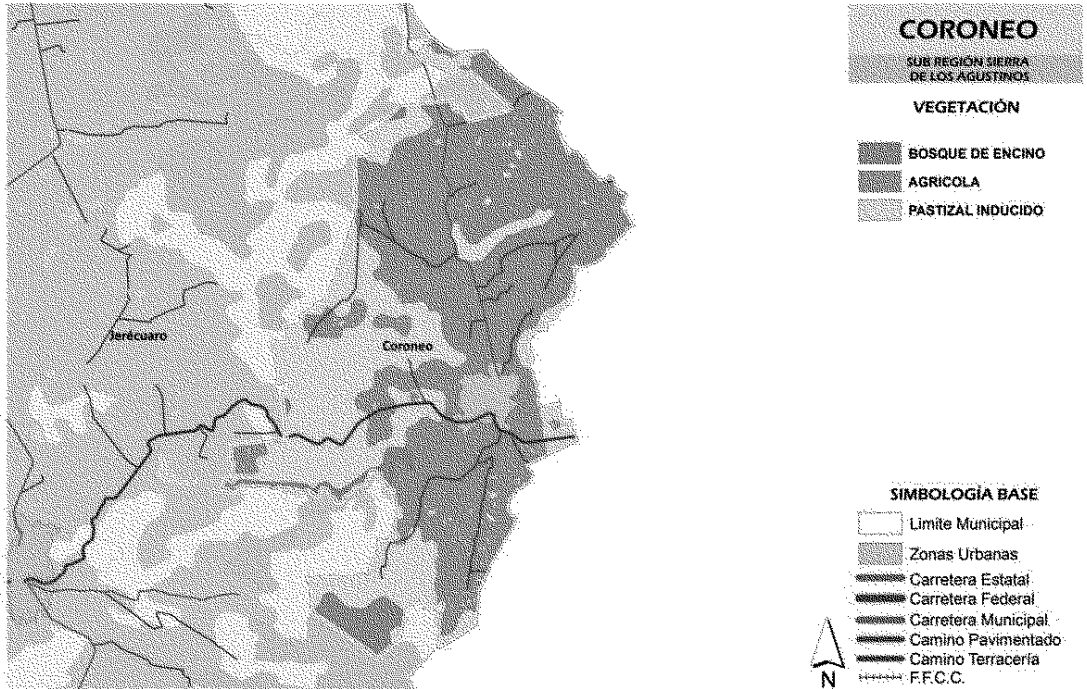 CORONEO
SUB REGIÓN SIERRA
DE LOS AGUSTINOS
VEGETACIÓN
BOSQUE DE ENCINO
AGRICOLA
PASTIZAL INDUCIDO
Jerécuaro
Coroneo
SIMBOLOGÍA BASE
Limite Municipal
Zonas Urbanas
Carretera Estatal
Carretera Federal
Carretera Municipal
Camino Pavimentado
Camino Terracería
F.F.C.C.
N